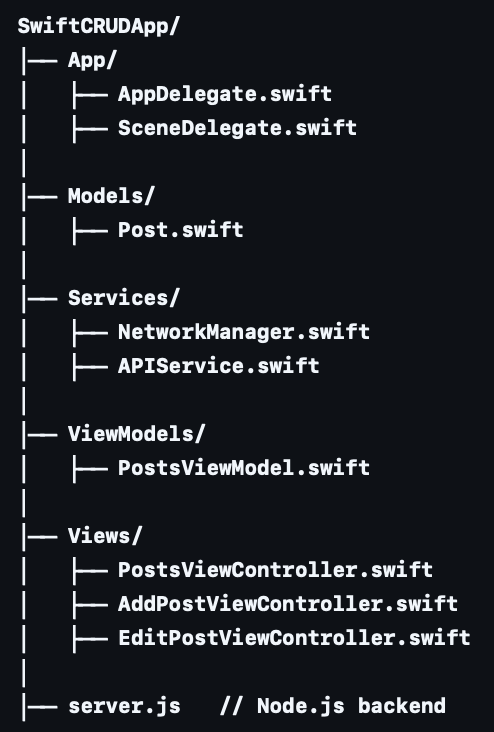 SwiftCRUDApp/
├── App/
│   ├── AppDelegate.swift
│   ├── SceneDelegate.swift
│
├── Models/
│   ├── Post.swift
│
├── Services/
│   ├── NetworkManager.swift
│   ├── APIService.swift
│
├── ViewModels/
│   ├── PostsViewModel.swift
│
├── Views/
│   ├── PostsViewController.swift
│   ├── AddPostViewController.swift
│   ├── EditPostViewController.swift
│
├── server.js   // Node.js backend